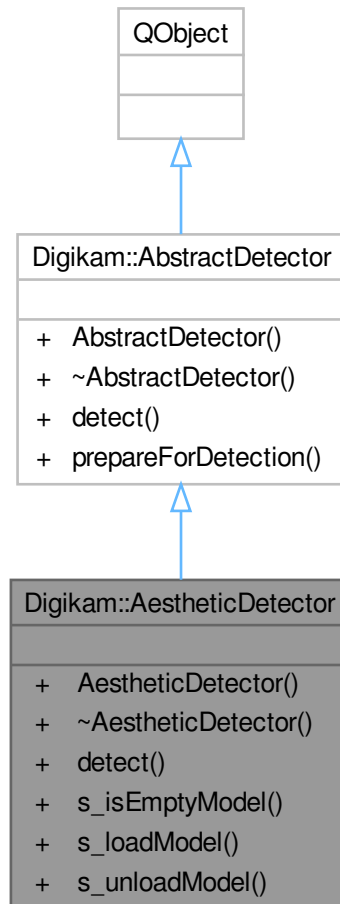 QObject
Digikam::AbstractDetector
+ AbstractDetector()
+ ~AbstractDetector()
+ detect()
+ prepareForDetection()
Digikam::AestheticDetector
+ AestheticDetector()
+ ~AestheticDetector()
+ detect()
+ s_isEmptyModel()
+ s_loadModel()
+ s_unloadModel()